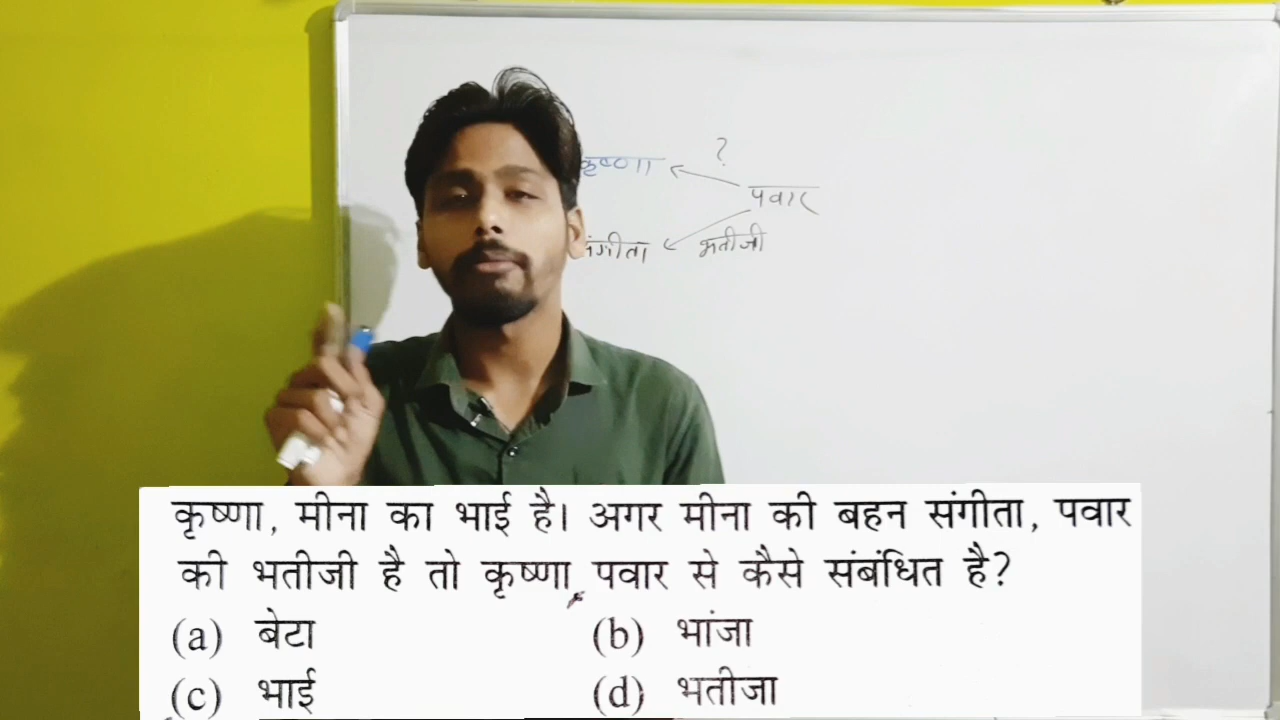 कृष्णा ?
पवार
संगीता भतीजी
कृष्णा, मीना का भाई है। अगर मीना की बहन संगीता, पवार
की भतीजी है तो कृष्णा, पवार से कैसे संबंधित है?
(a) बेटा (b) भांजा
(c) भाई (d) भतीजा